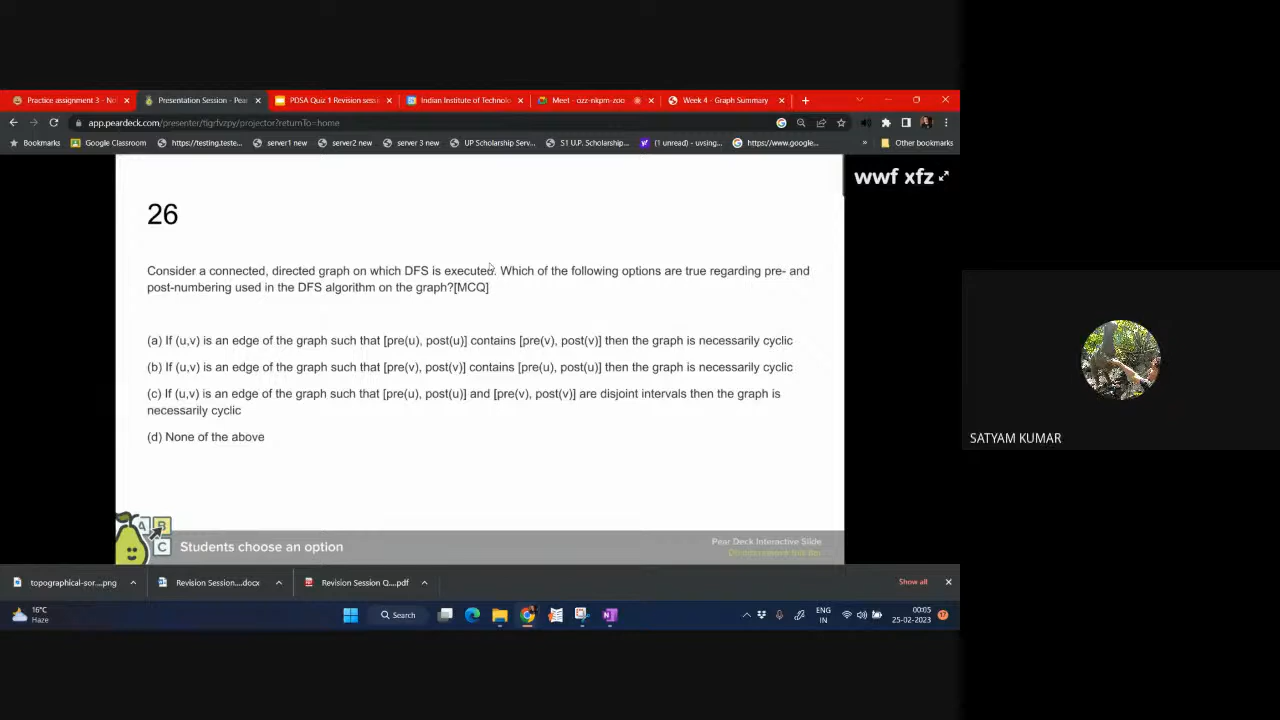 Practice assignment 3 - No
Presentation Session - Pea
PDSA Quiz 1 Revision sess
Indian Institute of Technolo
Meet - ozz-nkpm-zoo
Week 4 - Graph Summary
app.peardeck.com/presenter/tigrfvzpy/projector?returnTo=home
Bookmarks
Google Classroom
https://testing.teste...
server1 new
server2 new
server 3 new
UP Scholarship Serv...
S1 U.P. Scholarship...
(1 unread) - uvsing...
https://www.google...
»
Other bookmarks
wwf xfz
26
Consider a connected, directed graph on which DFS is executed. Which of the following options are true regarding pre- and
post-numbering used in the DFS algorithm on the graph?[MCQ]
(a) If (u,v) is an edge of the graph such that [pre(u), post(u)] contains [pre(v), post(v)] then the graph is necessarily cyclic
(b) If (u,v) is an edge of the graph such that [pre(v), post(v)] contains [pre(u), post(u)] then the graph is necessarily cyclic
(c) If (u,v) is an edge of the graph such that [pre(u), post(u)] and [pre(v), post(v)] are disjoint intervals then the graph is
necessarily cyclic
(d) None of the above
SATYAM KUMAR
A B
C
Students choose an option
Pear Deck Interactive Slide
topographical-sor....png
Revision Session....docx
Revision Session Q....pdf
Show all
16°C
Haze
Search
ENG
IN
00:05
25-02-2023
17